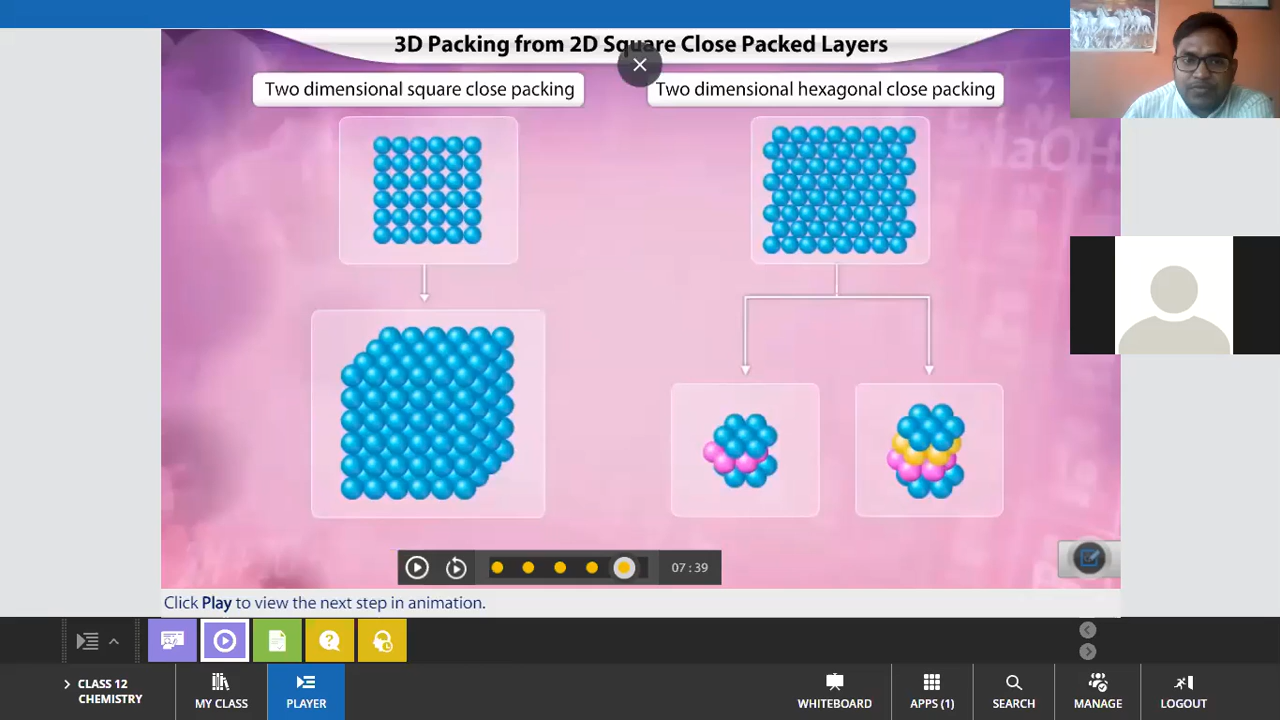 3D Packing from 2D Square Close Packed Layers
Two dimensional square close packing
Two dimensional hexagonal close packing
NaOH
07 : 39
Click Play to view the next step in animation.
CLASS 12
CHEMISTRY
MY CLASS
PLAYER
WHITEBOARD
APPS (1)
SEARCH
MANAGE
LOGOUT